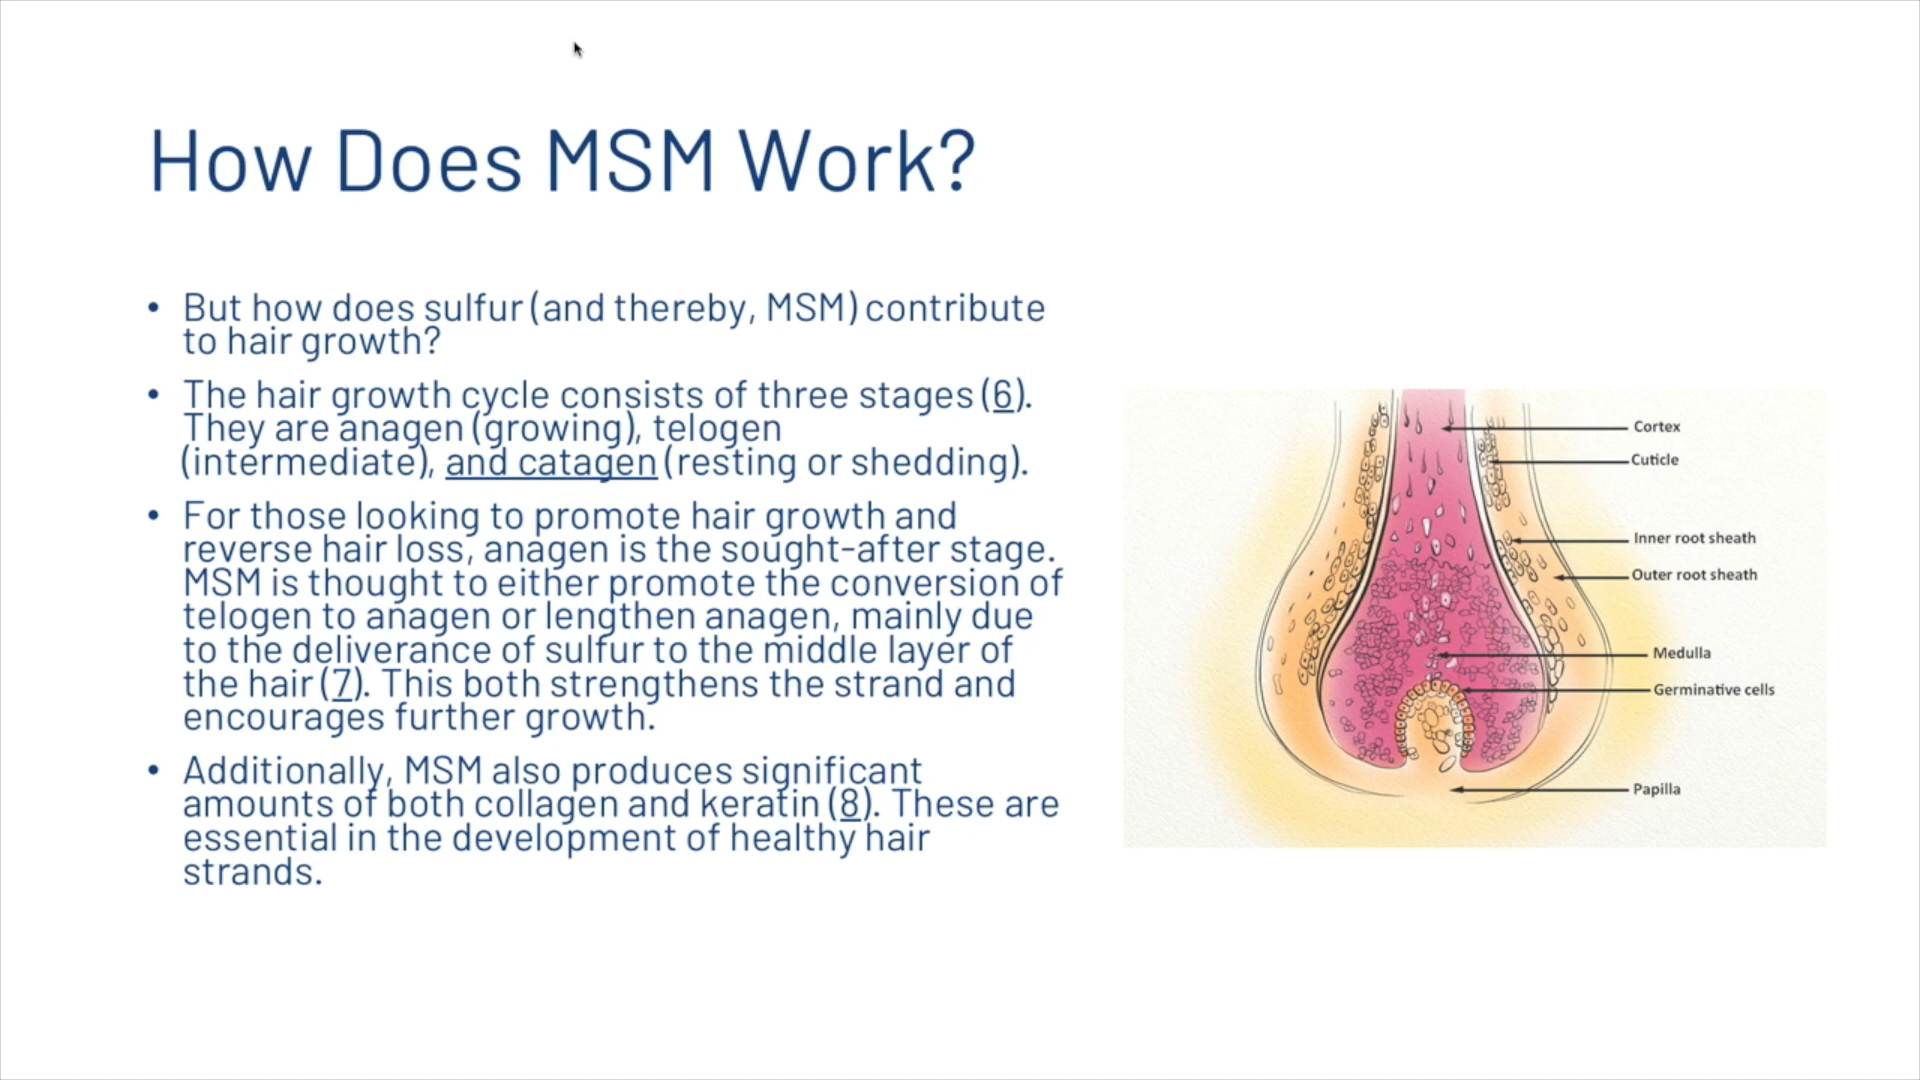 How Does MSM Work?
• But how does sulfur (and thereby, MSM) contribute
to hair growth?
• The hair growth cycle consists of three stages (6).
They are anagen (growing), telogen
(intermediate), and catagen (resting or shedding).
• For those looking to promote hair growth and
reverse hair loss, anagen is the sought-after stage.
MSM is thought to either promote the conversion of
telogen to anagen or lengthen anagen, mainly due
to the deliverance of sulfur to the middle layer of
the hair (7). This both strengthens the strand and
encourages further growth.
• Additionally, MSM also produces significant
amounts of both collagen and keratin (8). These are
essential in the development of healthy hair
strands.
Cortex
Cuticle
Inner root sheath
Outer root sheath
Medulla
Germinative cells
Papilla